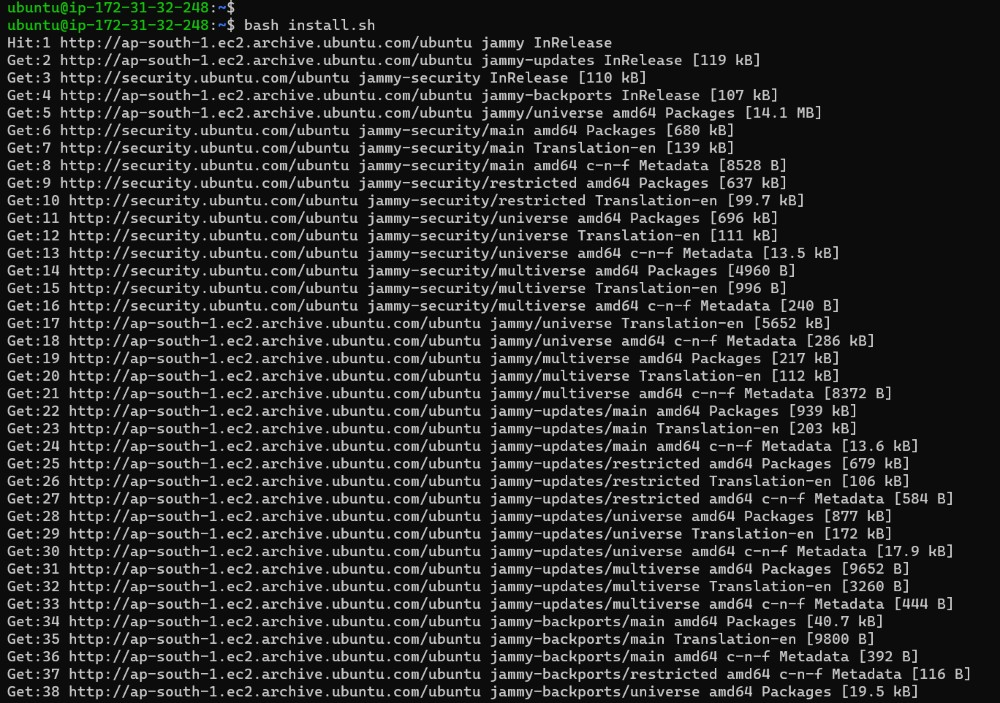 ubuntu@ip-172-31-32-248:~$
ubuntu@ip-172-31-32-248:~$ bash install.sh
Hit:1 http://ap-south-1.ec2.archive.ubuntu.com/ubuntu jammy InRelease
Get:2 http://ap-south-1.ec2.archive.ubuntu.com/ubuntu jammy-updates InRelease [119 kB]
Get:3 http://security.ubuntu.com/ubuntu jammy-security InRelease [110 kB]
Get:4 http://ap-south-1.ec2.archive.ubuntu.com/ubuntu jammy-backports InRelease [107 kB]
Get:5 http://ap-south-1.ec2.archive.ubuntu.com/ubuntu jammy/universe amd64 Packages [14.1 MB]
Get:6 http://security.ubuntu.com/ubuntu jammy-security/main amd64 Packages [680 kB]
Get:7 http://security.ubuntu.com/ubuntu jammy-security/main Translation-en [139 kB]
Get:8 http://security.ubuntu.com/ubuntu jammy-security/main amd64 c-n-f Metadata [8528 B]
Get:9 http://security.ubuntu.com/ubuntu jammy-security/restricted amd64 Packages [637 kB]
Get:10 http://security.ubuntu.com/ubuntu jammy-security/restricted Translation-en [99.7 kB]
Get:11 http://security.ubuntu.com/ubuntu jammy-security/universe amd64 Packages [696 kB]
Get:12 http://security.ubuntu.com/ubuntu jammy-security/universe Translation-en [111 kB]
Get:13 http://security.ubuntu.com/ubuntu jammy-security/universe amd64 c-n-f Metadata [13.5 kB]
Get:14 http://security.ubuntu.com/ubuntu jammy-security/multiverse amd64 Packages [4960 B]
Get:15 http://security.ubuntu.com/ubuntu jammy-security/multiverse Translation-en [996 B]
Get:16 http://security.ubuntu.com/ubuntu jammy-security/multiverse amd64 c-n-f Metadata [240 B]
Get:17 http://ap-south-1.ec2.archive.ubuntu.com/ubuntu jammy/universe Translation-en [5652 kB]
Get:18 http://ap-south-1.ec2.archive.ubuntu.com/ubuntu jammy/universe amd64 c-n-f Metadata [286 kB]
Get:19 http://ap-south-1.ec2.archive.ubuntu.com/ubuntu jammy/multiverse amd64 Packages [217 kB]
Get:20 http://ap-south-1.ec2.archive.ubuntu.com/ubuntu jammy/multiverse Translation-en [112 kB]
Get:21 http://ap-south-1.ec2.archive.ubuntu.com/ubuntu jammy/multiverse amd64 c-n-f Metadata [8372 B]
Get:22 http://ap-south-1.ec2.archive.ubuntu.com/ubuntu jammy-updates/main amd64 Packages [939 kB]
Get:23 http://ap-south-1.ec2.archive.ubuntu.com/ubuntu jammy-updates/main Translation-en [203 kB]
Get:24 http://ap-south-1.ec2.archive.ubuntu.com/ubuntu jammy-updates/main amd64 c-n-f Metadata [13.6 kB]
Get:25 http://ap-south-1.ec2.archive.ubuntu.com/ubuntu jammy-updates/restricted amd64 Packages [679 kB]
Get:26 http://ap-south-1.ec2.archive.ubuntu.com/ubuntu jammy-updates/restricted Translation-en [106 kB]
Get:27 http://ap-south-1.ec2.archive.ubuntu.com/ubuntu jammy-updates/restricted amd64 c-n-f Metadata [584 B]
Get:28 http://ap-south-1.ec2.archive.ubuntu.com/ubuntu jammy-updates/universe amd64 Packages [877 kB]
Get:29 http://ap-south-1.ec2.archive.ubuntu.com/ubuntu jammy-updates/universe Translation-en [172 kB]
Get:30 http://ap-south-1.ec2.archive.ubuntu.com/ubuntu jammy-updates/universe amd64 c-n-f Metadata [17.9 kB]
Get:31 http://ap-south-1.ec2.archive.ubuntu.com/ubuntu jammy-updates/multiverse amd64 Packages [9652 B]
Get:32 http://ap-south-1.ec2.archive.ubuntu.com/ubuntu jammy-updates/multiverse Translation-en [3260 B]
Get:33 http://ap-south-1.ec2.archive.ubuntu.com/ubuntu jammy-updates/multiverse amd64 c-n-f Metadata [444 B]
Get:34 http://ap-south-1.ec2.archive.ubuntu.com/ubuntu jammy-backports/main amd64 Packages [40.7 kB]
Get:35 http://ap-south-1.ec2.archive.ubuntu.com/ubuntu jammy-backports/main Translation-en [9800 B]
Get:36 http://ap-south-1.ec2.archive.ubuntu.com/ubuntu jammy-backports/main amd64 c-n-f Metadata [392 B]
Get:37 http://ap-south-1.ec2.archive.ubuntu.com/ubuntu jammy-backports/restricted amd64 c-n-f Metadata [116 B]
Get:38 http://ap-south-1.ec2.archive.ubuntu.com/ubuntu jammy-backports/universe amd64 Packages [19.5 kB]